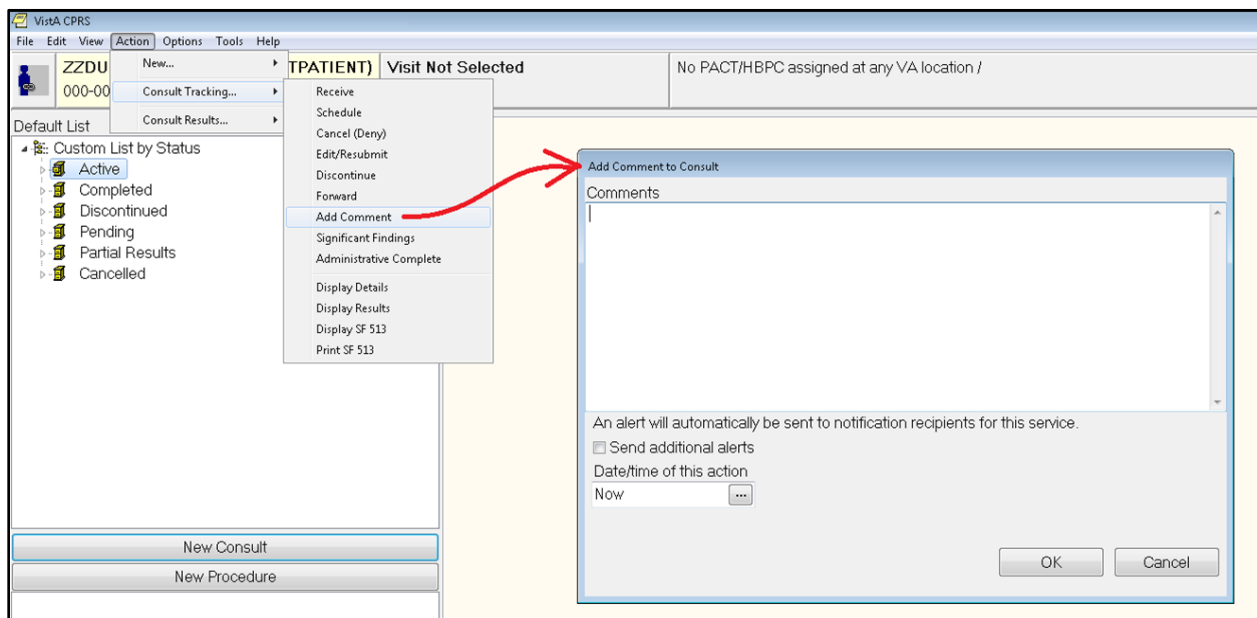 VistA CPRS
File Edit View Action Options Tools Help
ZZDU TPATIENT) Visit Not Selected No PACT/HBPC assigned at any VA location /
000-00
New...
Consult Tracking...
Consult Results...
Default List
Custom List by Status
Active
Completed
Discontinued
Pending
Partial Results
Cancelled
Receive
Schedule
Cancel (Deny)
Edit/Resubmit
Discontinue
Forward
Add Comment
Significant Findings
Administrative Complete
Display Details
Display Results
Display SF 513
Print SF 513
Add Comment to Consult
Comments
An alert will automatically be sent to notification recipients for this service.
Send additional alerts
Date/time of this action
Now ...
OK Cancel
New Consult
New Procedure